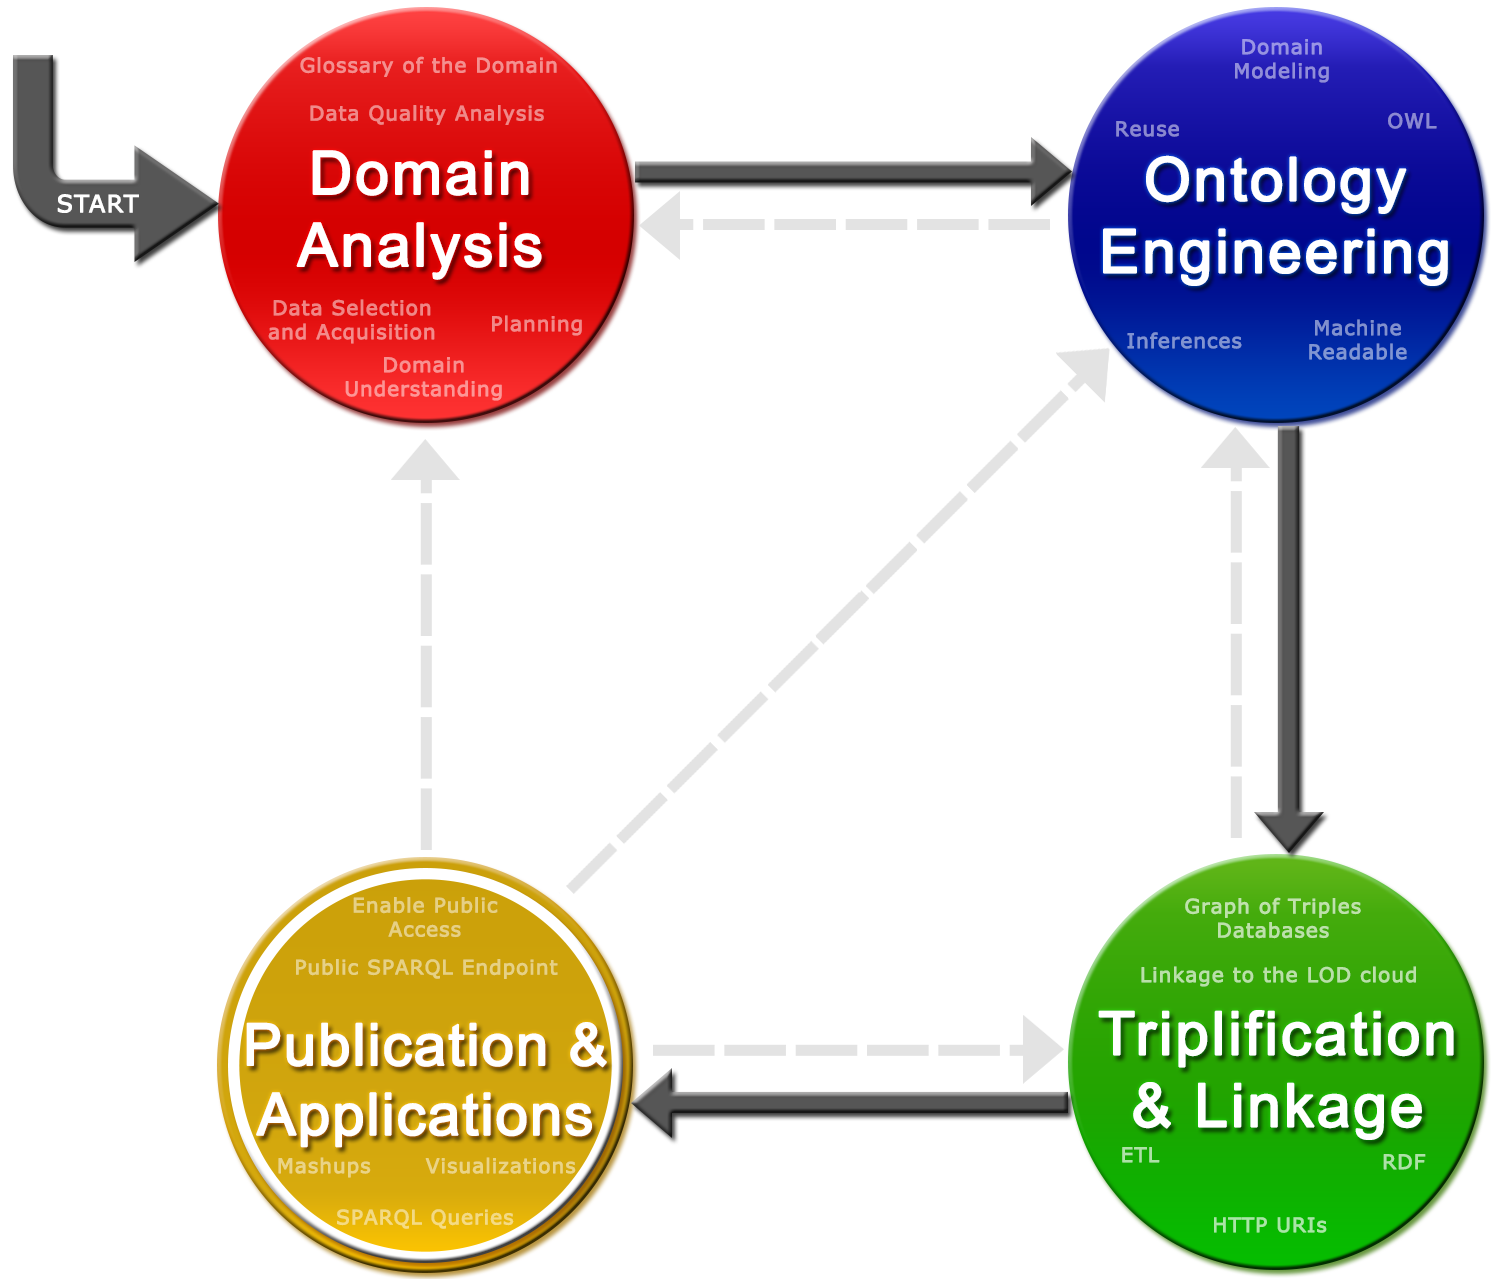 START
Glossary of the Domain
Data Quality Analysis
Domain
Analysis
Data Selection
and Acquisition
Planning
Domain
Understanding
Domain
Modeling
Reuse
OWL
Ontology
Engineering
Inferences
Machine
Readable
Enable Public
Access
Public SPARQL Endpoint
Publication &
Applications
Mashups
Visualizations
SPARQL Queries
Graph of Triples
Databases
Linkage to the LOD cloud
Triplification
& Linkage
ETL
RDF
HTTP URIs